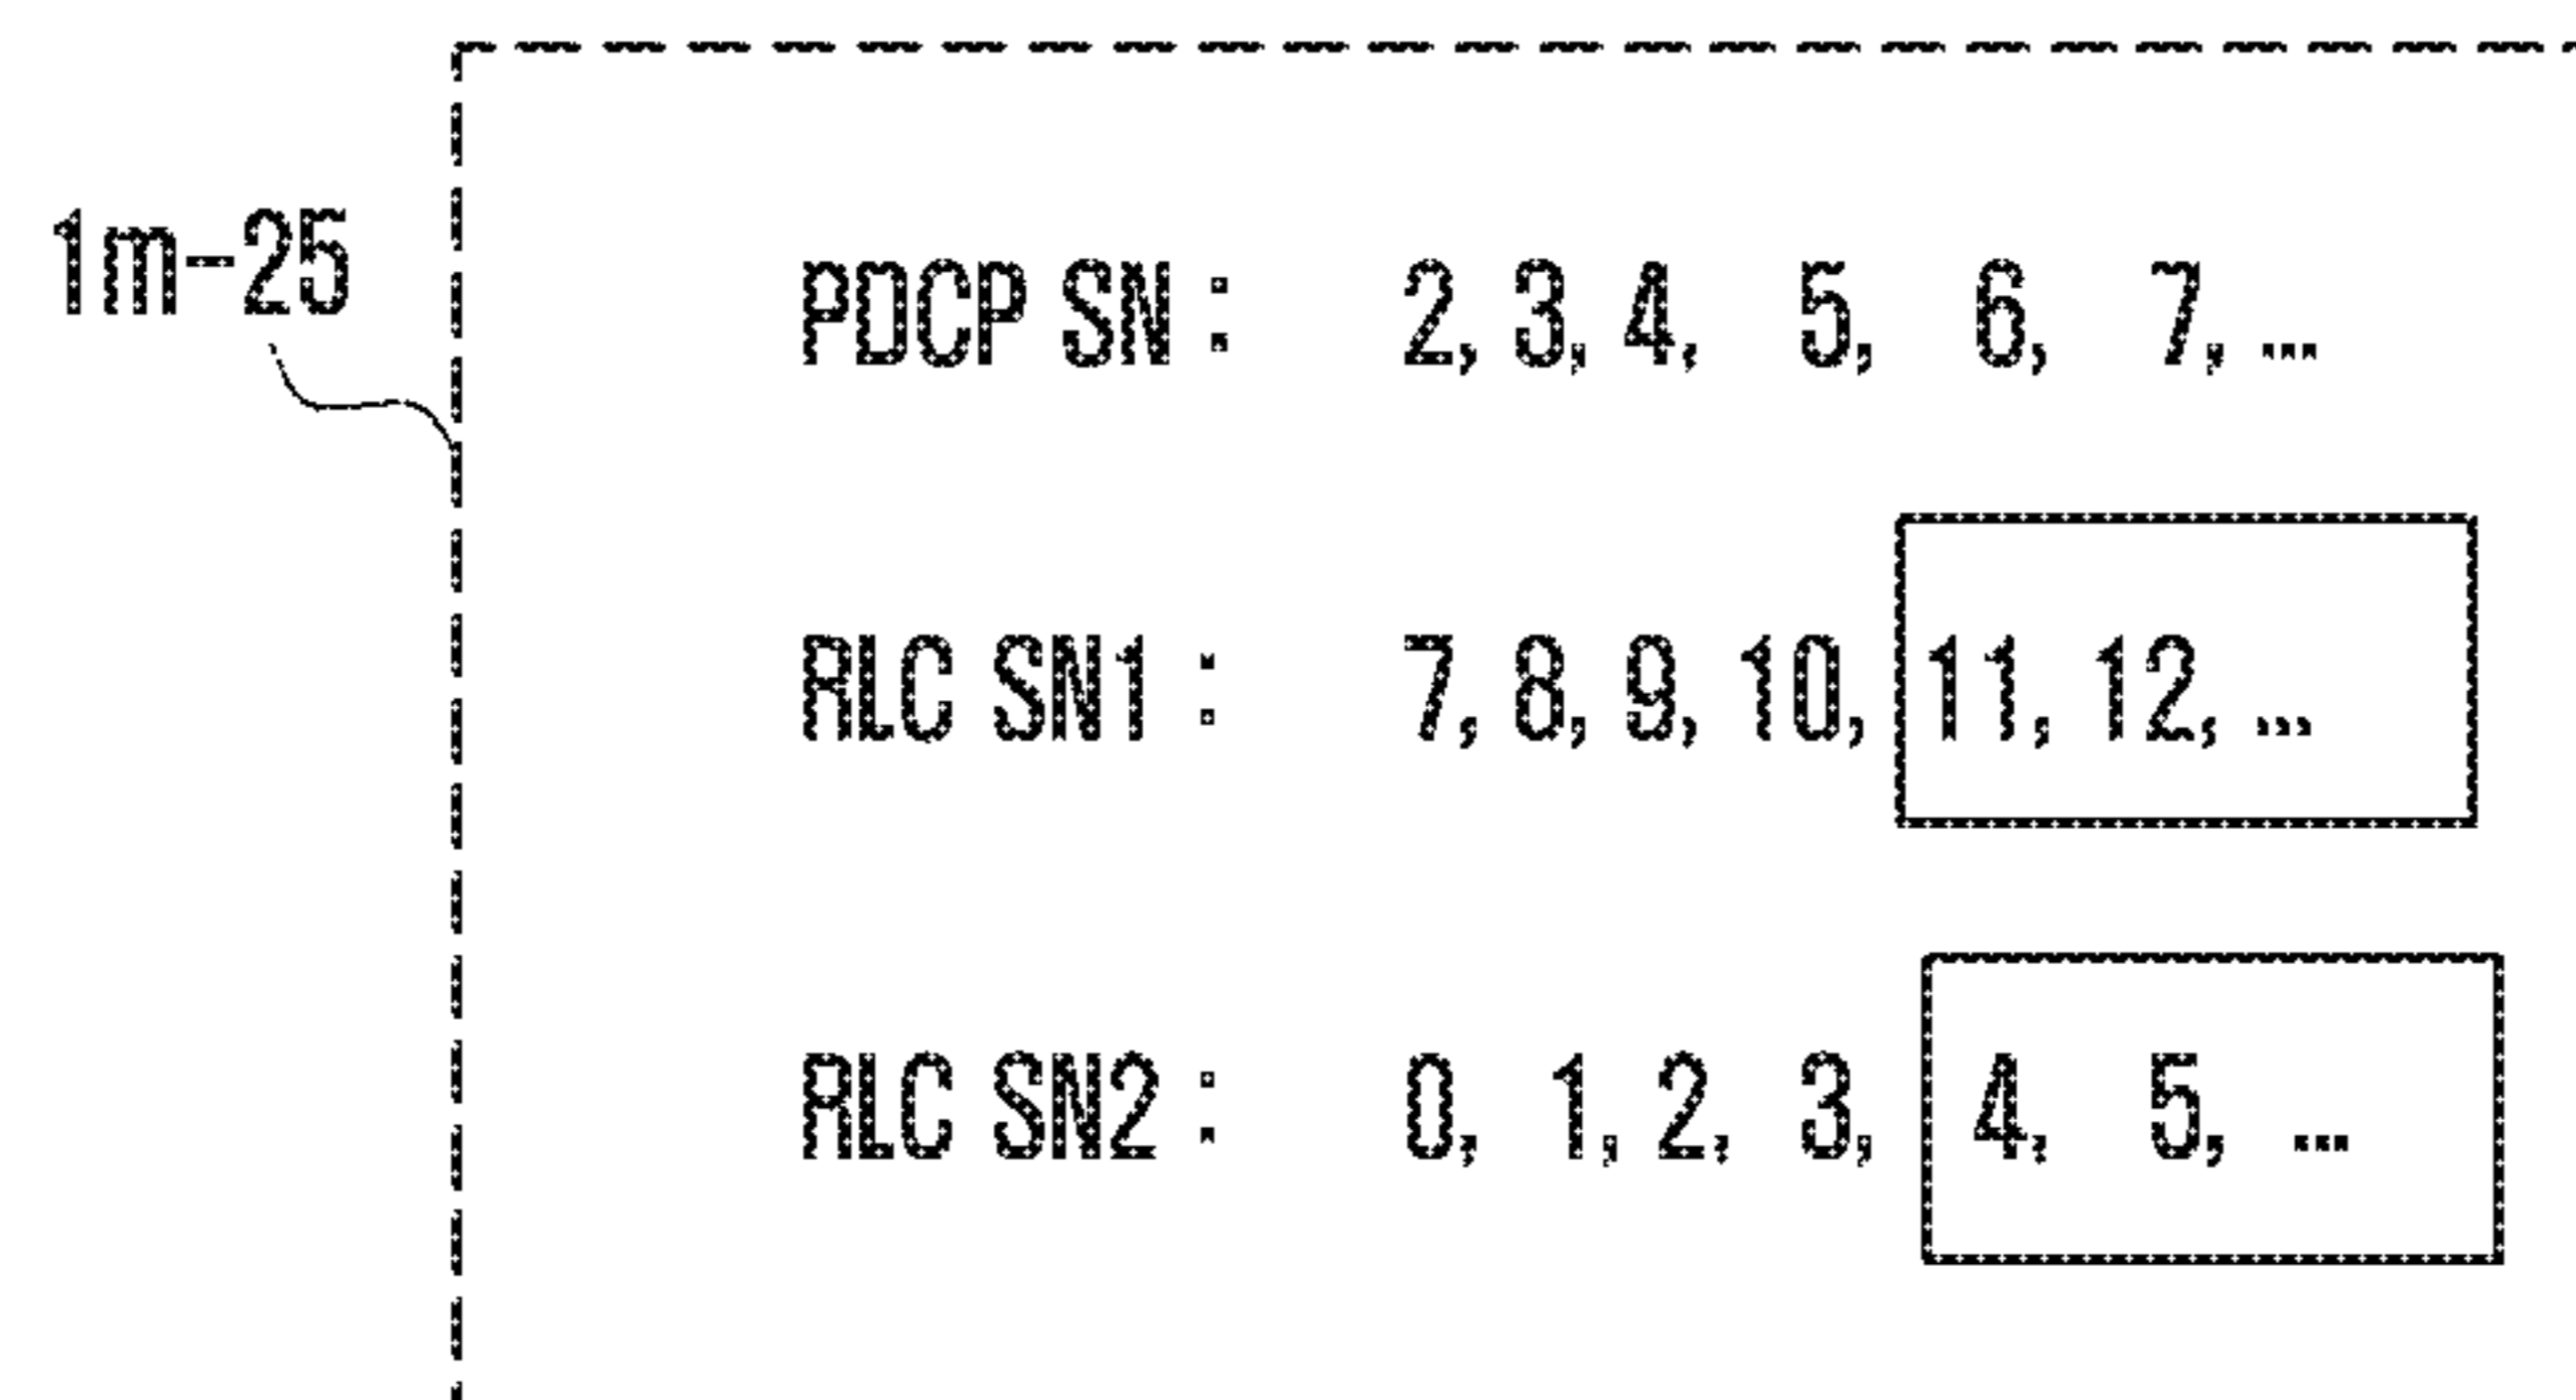 1m-25
PDCP SN : 2, 3, 4, 5, 6, 7, ...
RLC SN1 : 7, 8, 9, 10, 11, 12, ...
RLC SN2 : 0, 1, 2, 3, 4, 5, ...